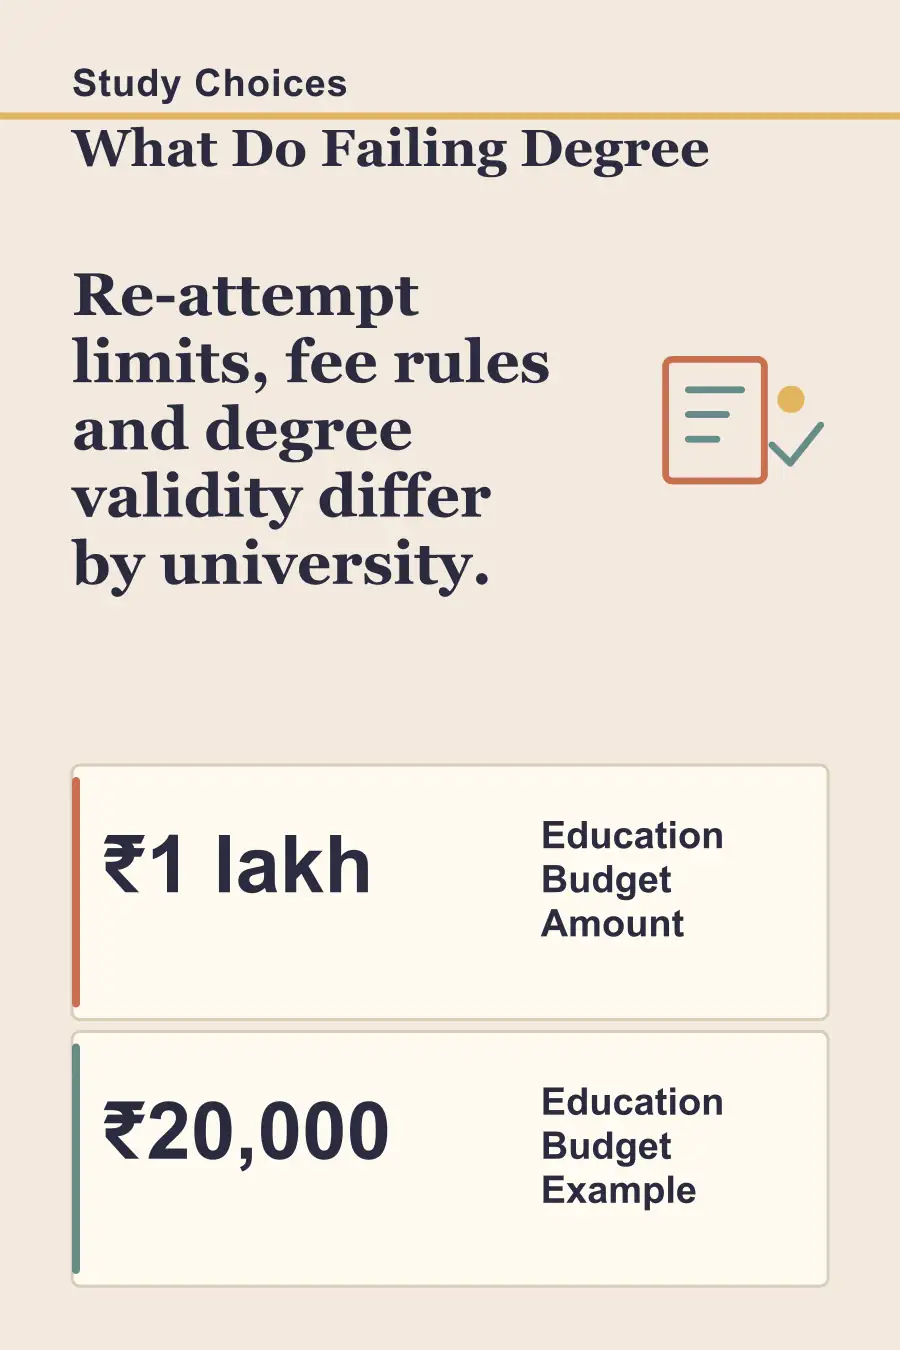 Study Choices
What Do Failing Degree
Re-attempt
limits, fee rules
and degree
validity differ
by university.
₹1 lakh
Education
Budget
Amount
₹20,000
Education
Budget
Example